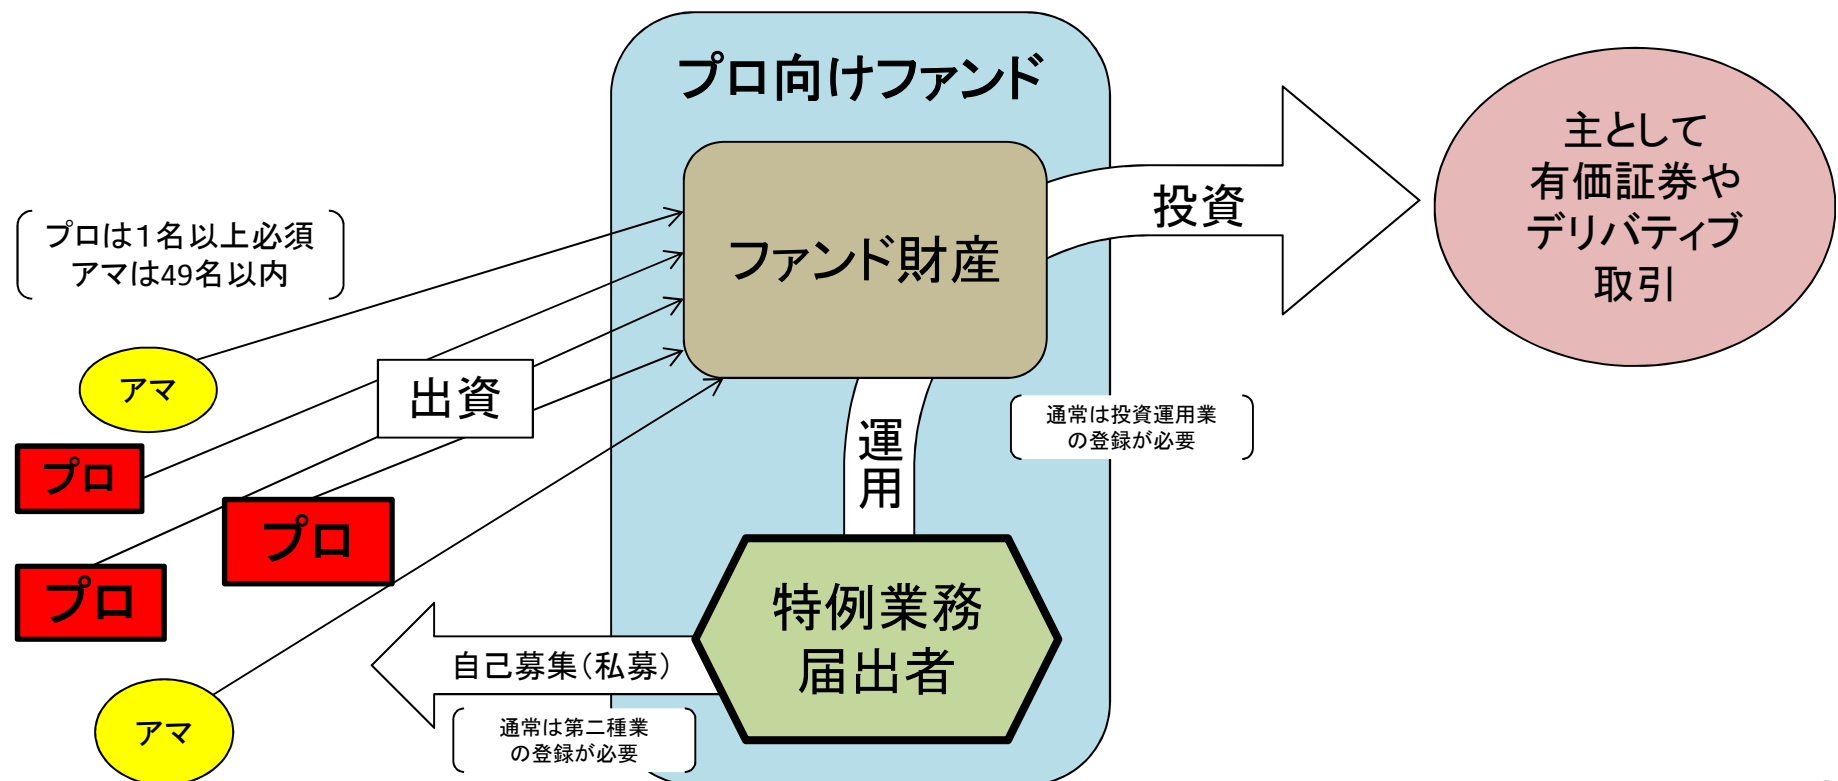 プロ向けファンド
主として
有価証券や
デリバティブ
取引
投資
プロは1名以上必須
アマは49名以内
ファンド財産
アマ
出資
プロ
プロ
プロ
アマ
運
用
通常は投資運用業
の登録が必要
特例業務
届出者
自己募集(私募)
通常は第二種業
の登録が必要